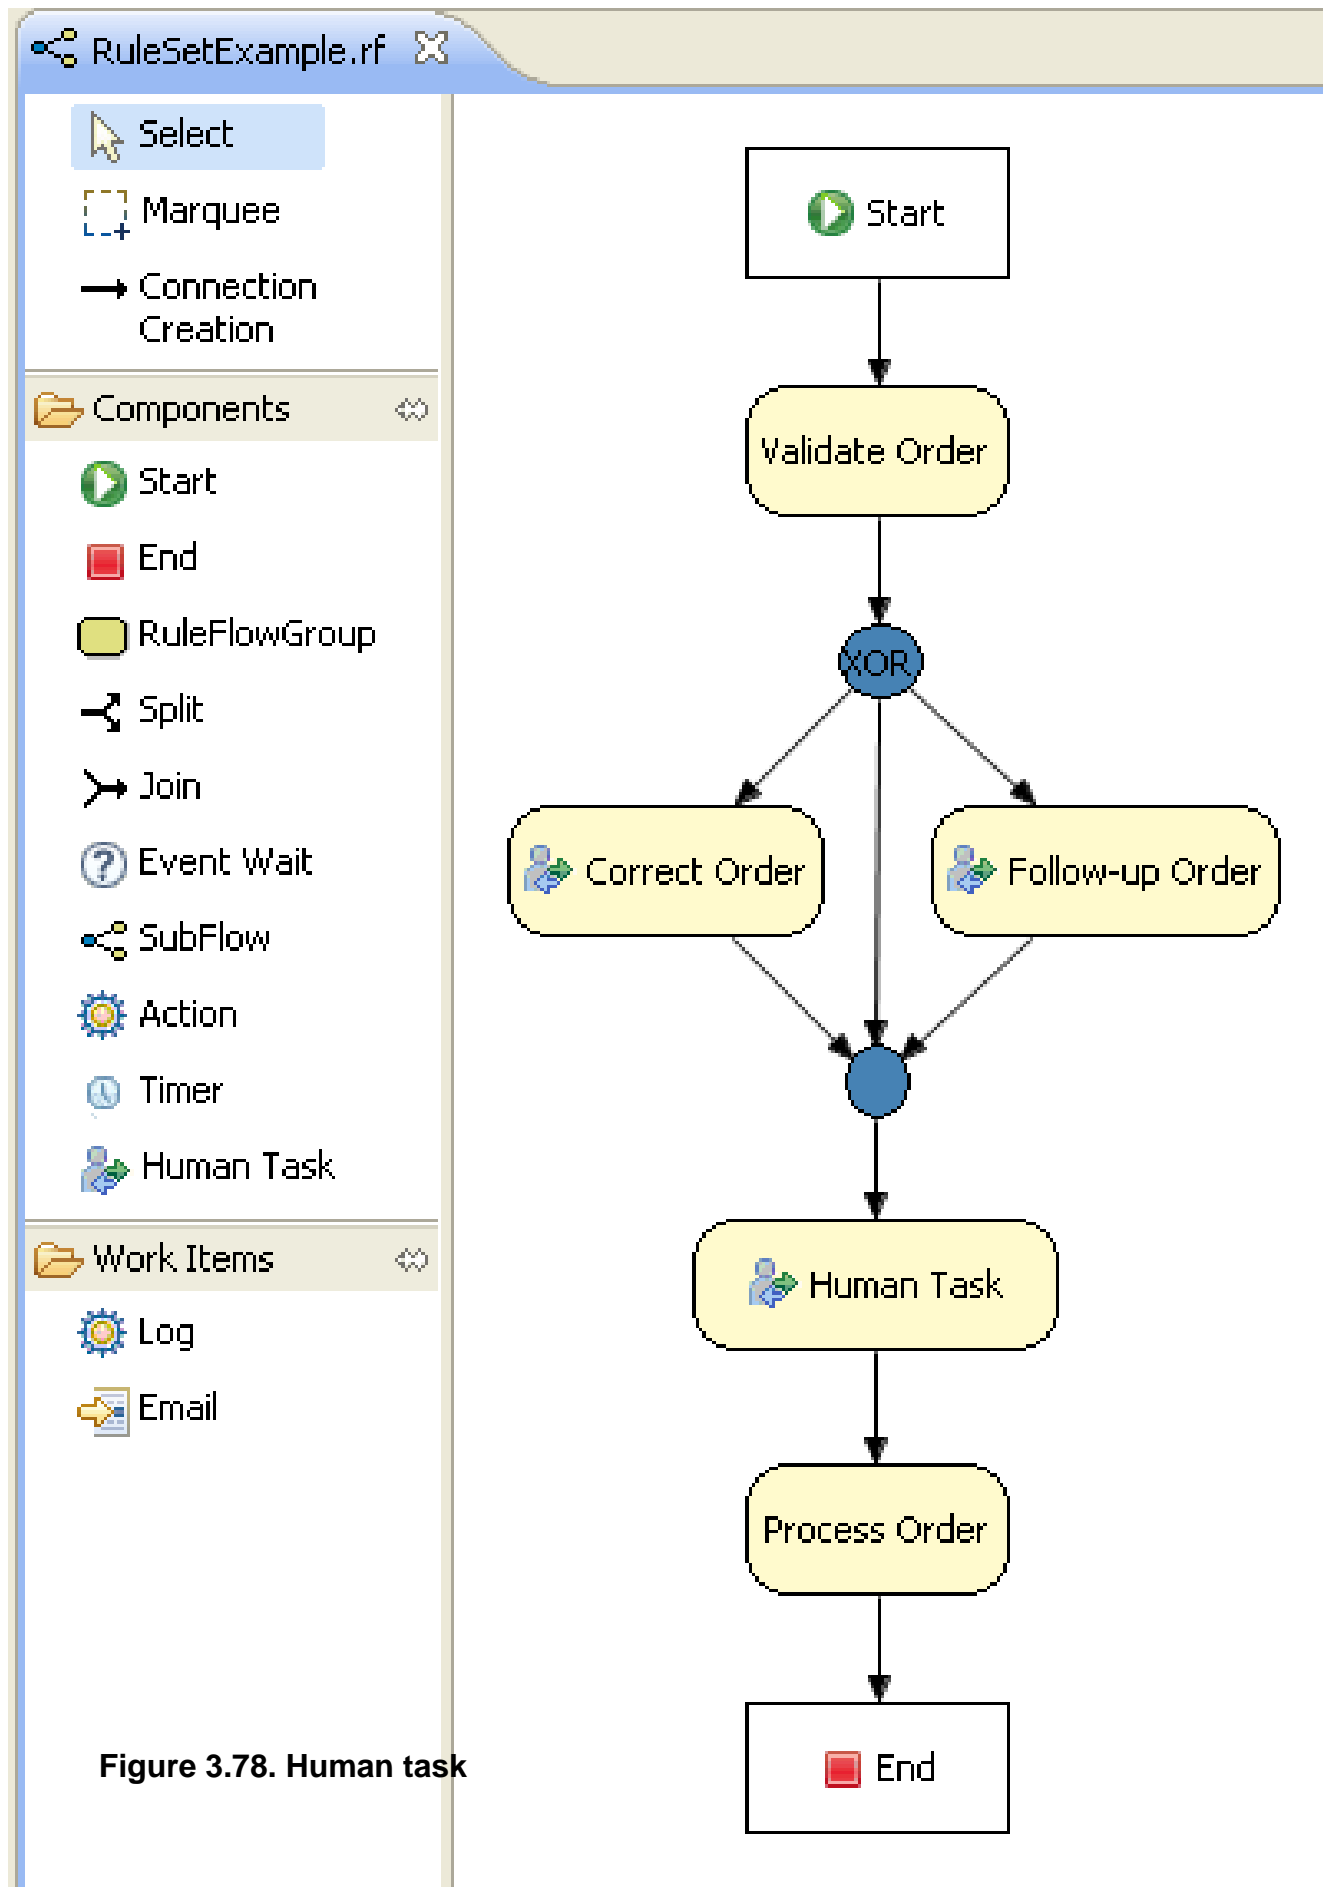 RuleSetExample.rf
Select
Marquee
Connection
Creation
Components
Start
End
RuleFlowGroup
Split
Join
Event Wait
SubFlow
Action
Timer
Human Task
Work Items
Log
Email
Start
Validate Order
XOR
Correct Order
Follow-up Order
Human Task
Process Order
End
Figure 3.78. Human task